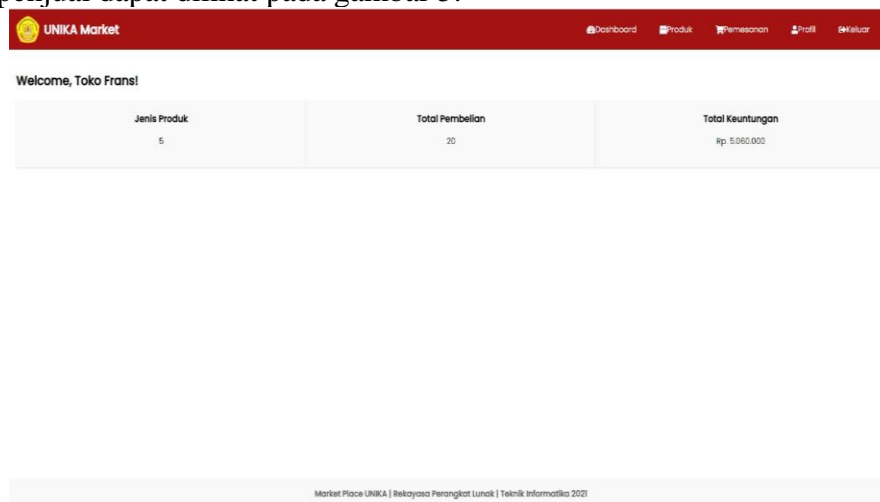 penjual dapat dilihat pada gambar 5.
UNIKA Market Dashboard Produk Pemesanan Profil Keluar
Welcome, Toko Frans!
Jenis Produk Total Pembelian Total Keuntungan
5 20 Rp. 5.060.000
Market Place UNIKA | Rekayasa Perangkat Lunak | Teknik Informatika 2021